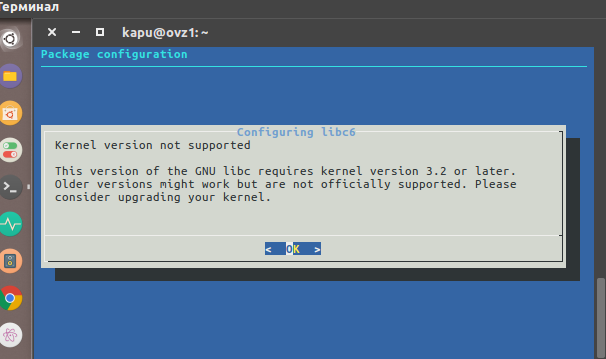 Терминал
kapu@ovz1: ~
Package configuration
Configuring libc6
Kernel version not supported
This version of the GNU libc requires kernel version 3.2 or later.
Older versions might work but are not officially supported. Please
consider upgrading your kernel.
< OK >